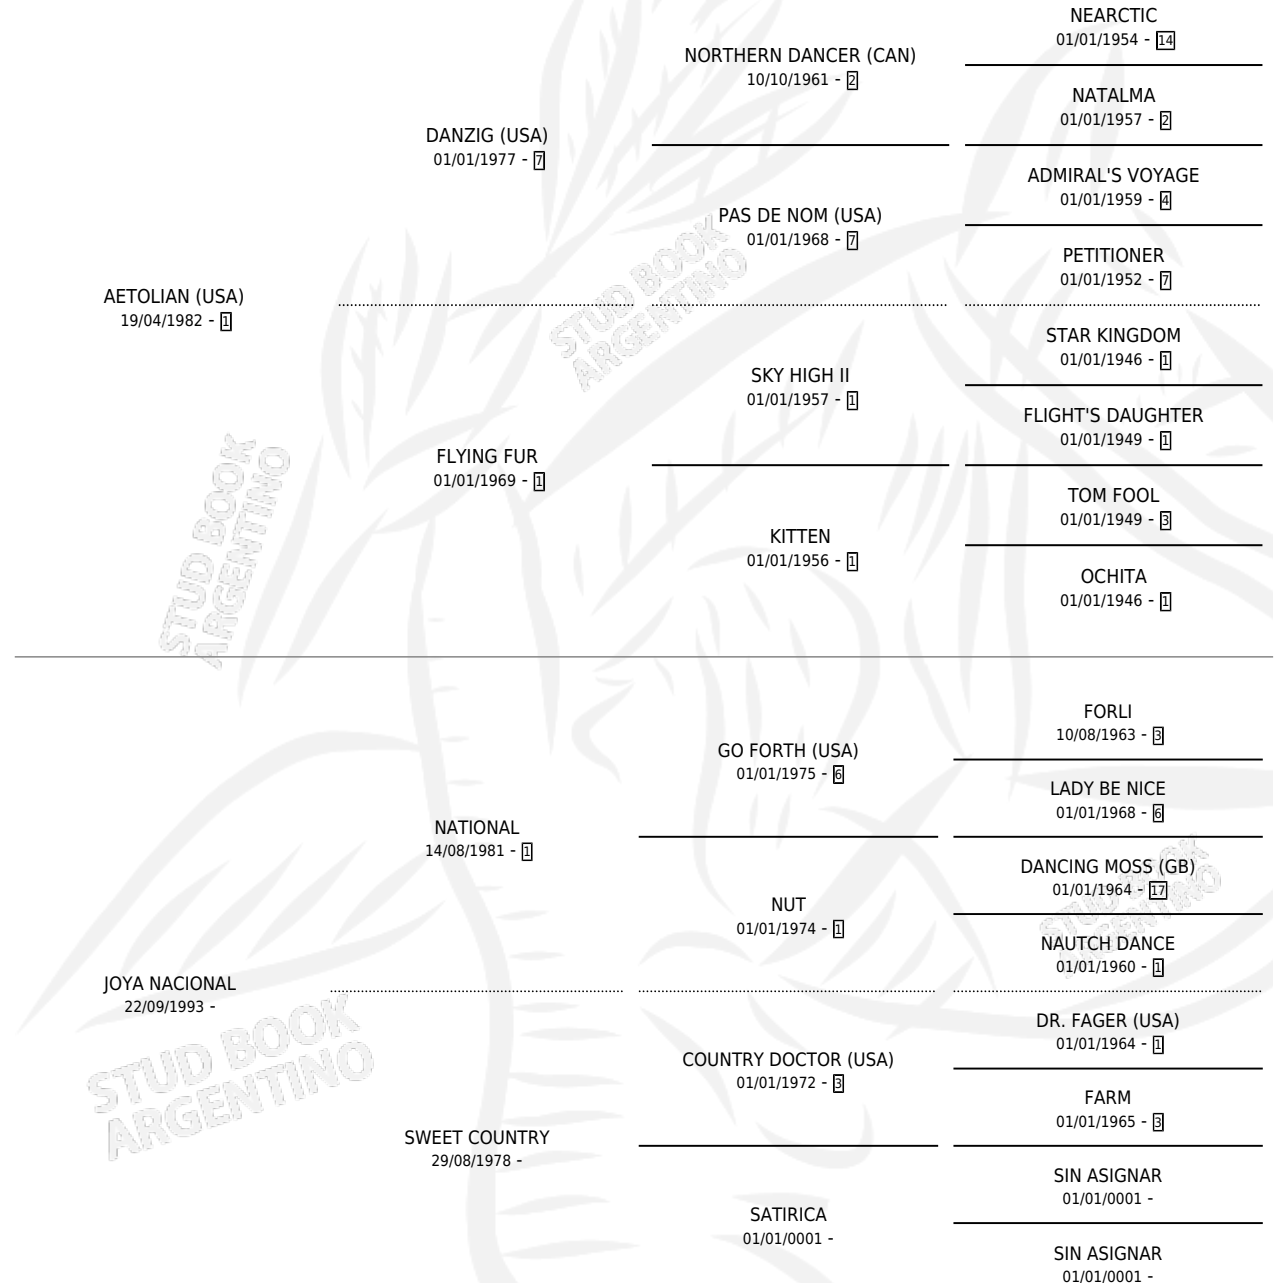 NEARCTIC
01/01/1954 - 14
NORTHERN DANCER (CAN)
10/10/1961 - 2
NATALMA
01/01/1957 - 2
DANZIG (USA)
01/01/1977 - 7
ADMIRAL'S VOYAGE
01/01/1959 - 4
PAS DE NOM (USA)
01/01/1968 - 7
PETITIONER
01/01/1952 - 7
AETOLIAN (USA)
19/04/1982 - 1
STAR KINGDOM
01/01/1946 - 1
SKY HIGH II
01/01/1957 - 1
FLIGHT'S DAUGHTER
01/01/1949 - 1
FLYING FUR
01/01/1969 - 1
TOM FOOL
01/01/1949 - 3
KITTEN
01/01/1956 - 1
OCHITA
01/01/1946 - 1
FORLI
10/08/1963 - 3
GO FORTH (USA)
01/01/1975 - 6
LADY BE NICE
01/01/1968 - 6
NATIONAL
14/08/1981 - 1
DANCING MOSS (GB)
01/01/1964 - 17
NUT
01/01/1974 - 1
NAUTCH DANCE
01/01/1960 - 1
JOYA NACIONAL
22/09/1993 -
DR. FAGER (USA)
01/01/1964 - 1
COUNTRY DOCTOR (USA)
01/01/1972 - 3
FARM
01/01/1965 - 3
SWEET COUNTRY
29/08/1978 -
SIN ASIGNAR
01/01/0001 -
SATIRICA
01/01/0001 -
SIN ASIGNAR
01/01/0001 -
STUD BOOK
ARGENTINO
STUD BOOK
ARGENTINO
STUD BOOK
ARGENTINO
STUD BOOK
ARGENTINO